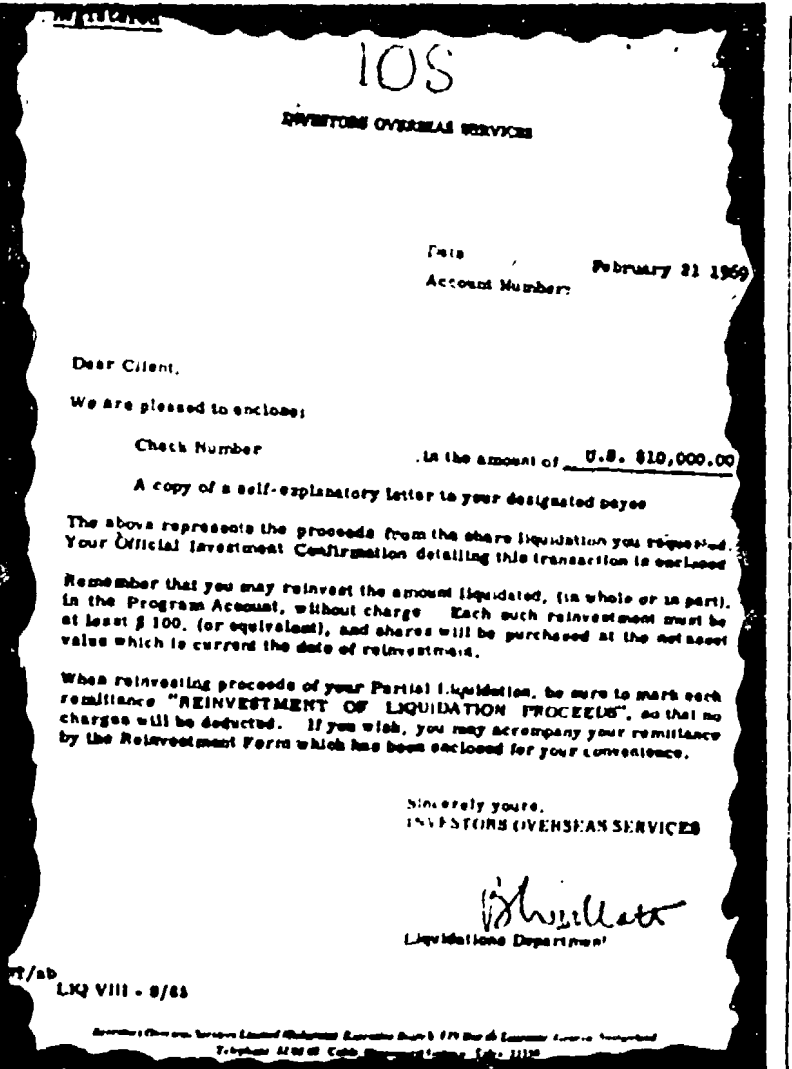 IOS
INVESTORS OVERSEAS SERVICES
Date
February 21 1969
Account Number:
Dear Client,
We are pleased to enclose:
Check Number
in the amount of U.S. $10,000.00
A copy of a self-explanatory letter to your designated payee
The above represents the proceeds from the share liquidation you requested.
Your Official Investment Confirmation detailing this transaction is enclosed
Remember that you may reinvest the amount liquidated, (in whole or in part),
in the Program Account, without charge Each such reinvestment must be
at least $ 100. (or equivalent), and shares will be purchased at the net asset
value which is current the date of reinvestment.
When reinvesting proceeds of your Partial Liquidation, be sure to mark each
remittance "REINVESTMENT OF LIQUIDATION PROCEEDS", so that no
charges will be deducted. If you wish, you may accompany your remittance
by the Reinvestment Form which has been enclosed for your convenience.
Sincerely yours,
INVESTORS OVERSEAS SERVICES
Liquidations Department
/ab
LIQ VIII -
Investors Overseas Services Limited
Telephone